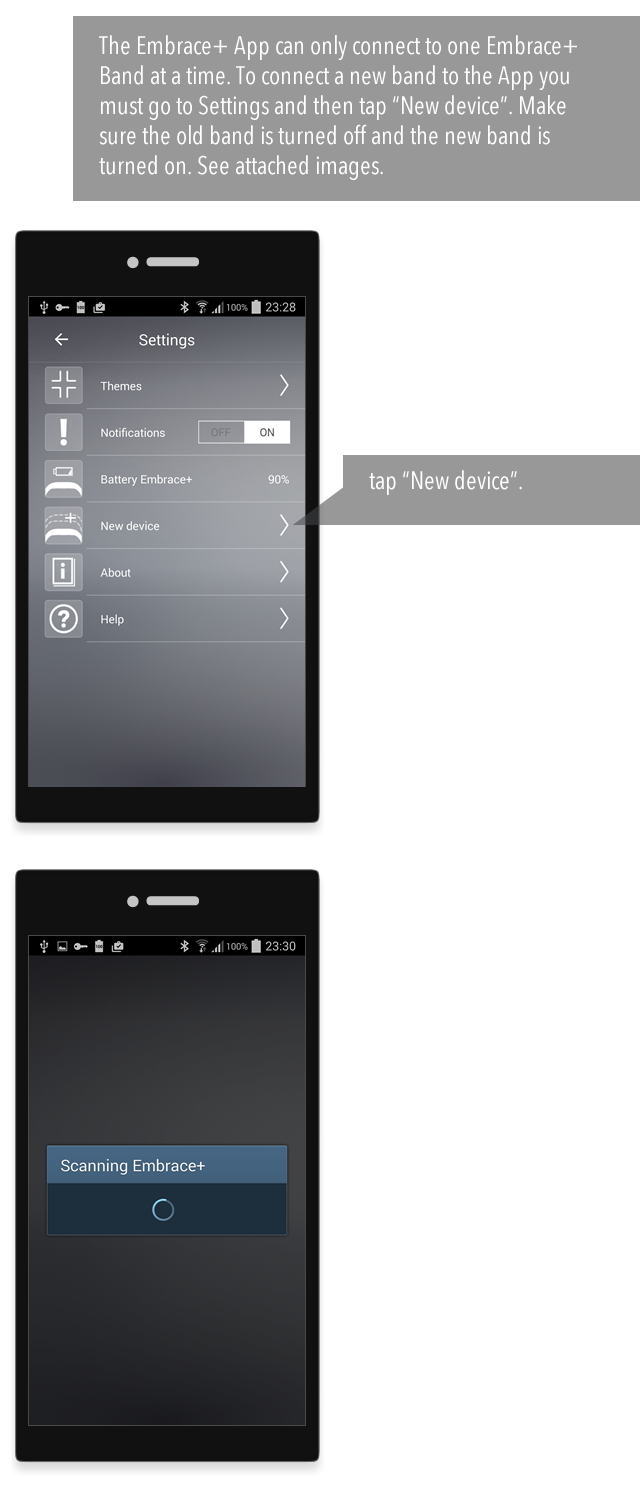 The Embrace+ App can only connect to one Embrace+
Band at a time. To connect a new band to the App you
must go to Settings and then tap “New device”. Make
sure the old band is turned off and the new band is
turned on. See attached images.
100% 23:28
Settings
Themes
Notifications OFF ON
Battery Embrace+ 90%
New device
tap “New device”.
About
Help
100% 23:30
Scanning Embrace+